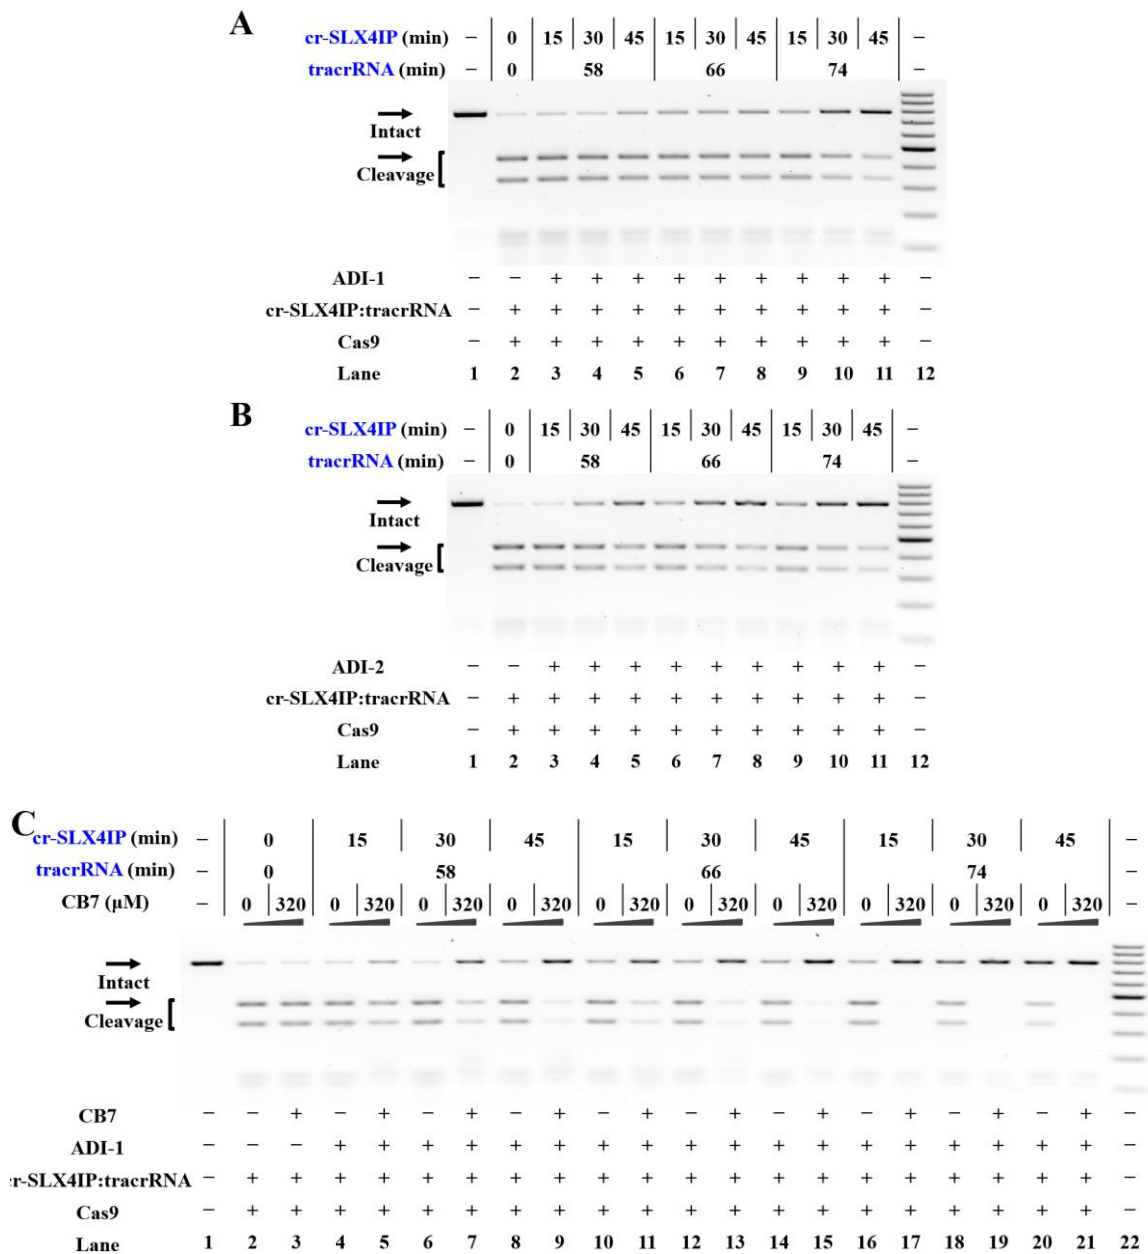 A
cr-SLX4IP (min) – 0 15 30 45 15 30 45 15 30 45 –
tracrRNA (min) – 0 58 66 74 –
Intact
Cleavage
ADI-1 – – + + + + + + + + + –
cr-SLX4IP:tracrRNA – + + + + + + + + + + –
Cas9 – + + + + + + + + + + –
Lane 1 2 3 4 5 6 7 8 9 10 11 12
B
cr-SLX4IP (min) – 0 15 30 45 15 30 45 15 30 45 –
tracrRNA (min) – 0 58 66 74 –
Intact
Cleavage
ADI-2 – – + + + + + + + + + –
cr-SLX4IP:tracrRNA – + + + + + + + + + + –
Cas9 – + + + + + + + + + + –
Lane 1 2 3 4 5 6 7 8 9 10 11 12
C
cr-SLX4IP (min) – 0 15 30 45 15 30 45 15 30 45 –
tracrRNA (min) – 0 58 66 74 –
CB7 (µM) – 0 320 0 320 0 320 0 320 0 320 0 320 0 320 0 320 0 320 0 320 –
Intact
Cleavage
CB7 – – + – + – + – + – + – + – + – + – + – + –
ADI-1 – – – + + + + + + + + + + + + + + + + + + –
r-SLX4IP:tracrRNA – + + + + + + + + + + + + + + + + + + + + –
Cas9 – + + + + + + + + + + + + + + + + + + + + –
Lane 1 2 3 4 5 6 7 8 9 10 11 12 13 14 15 16 17 18 19 20 21 22